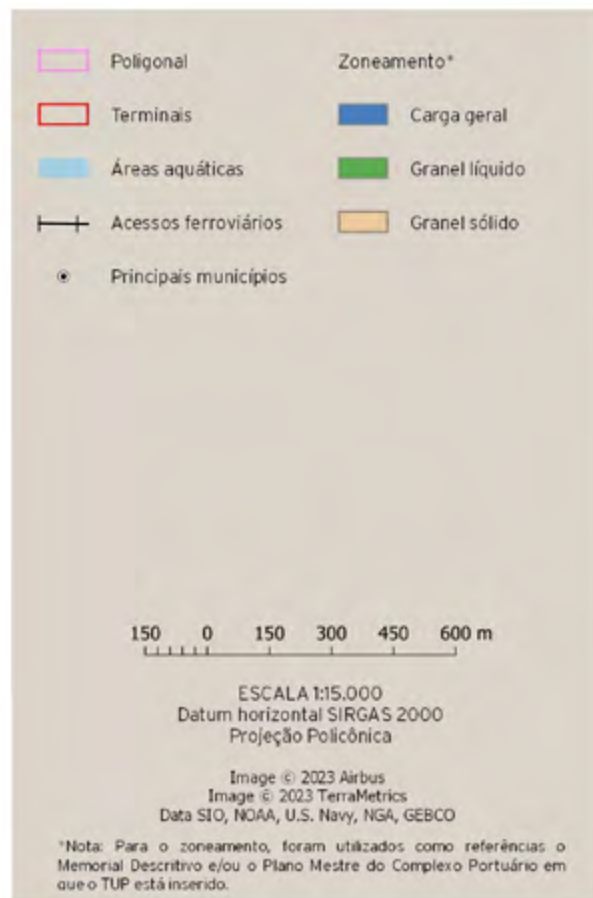 Poligonal
Zoneamento*
Terminais
Carga geral
Áreas aquáticas
Granel líquido
Acessos ferroviários
Granel sólido
Principais municípios
150 0 150 300 450 600 m
ESCALA 1:15.000
Datum horizontal SIRGAS 2000
Projeção Policônica
Image © 2023 Airbus
Image © 2023 TerraMetrics
Data SIO, NOAA, U.S. Navy, NGA, GEBCO
*Nota: Para o zoneamento, foram utilizados como referências o
Memorial Descritivo e/ou o Plano Mestre do Complexo Portuário em
que o TUP está inserido.